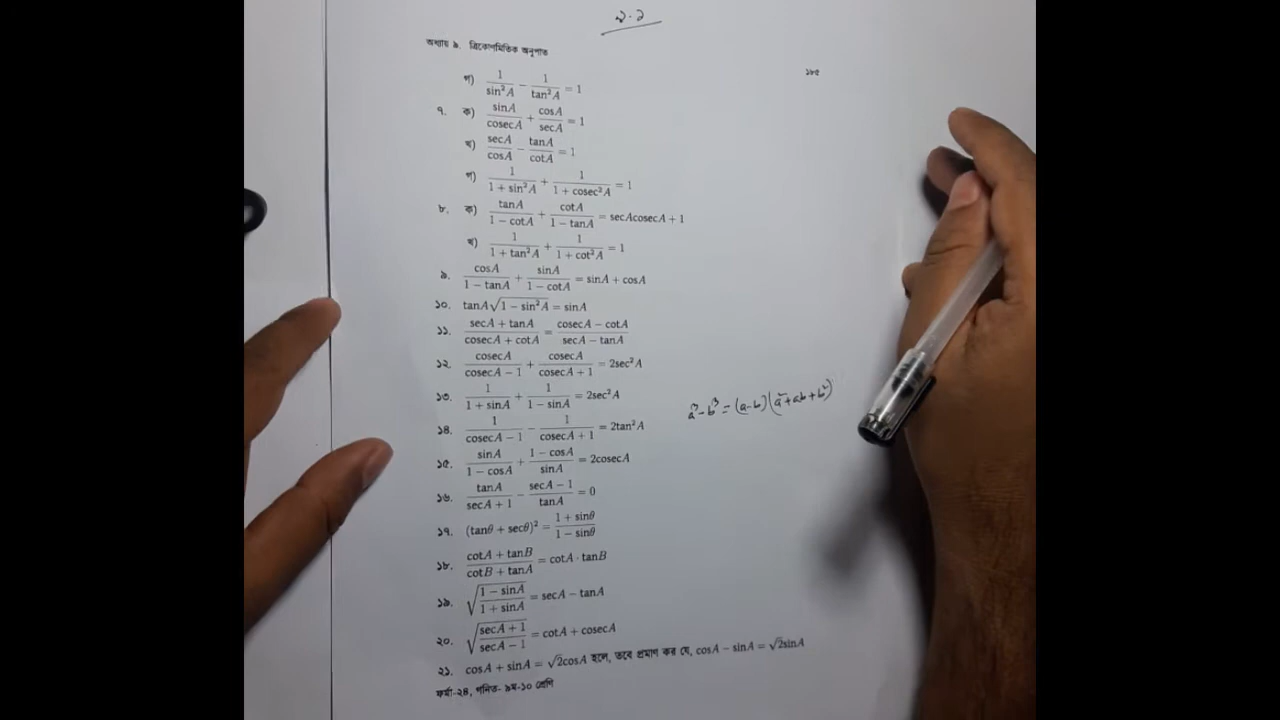 ৯.১
অধ্যায় ৯. ত্রিকোণমিতিক অনুপাত
১৮৫
গ) 1/sin²A − 1/tan²A = 1
৭. ক) sinA/cosecA + cosA/secA = 1
খ) secA/cosA − tanA/cotA = 1
গ) 1/(1 + sin²A) + 1/(1 + cosec²A) = 1
৮. ক) tanA/(1 − cotA) + cotA/(1 − tanA) = secAcosecA + 1
খ) 1/(1 + tan²A) + 1/(1 + cot²A) = 1
৯. cosA/(1 − tanA) + sinA/(1 − cotA) = sinA + cosA
১০. tanA√(1 − sin²A) = sinA
১১. (secA + tanA)/(cosecA + cotA) = (cosecA − cotA)/(secA − tanA)
১২. cosecA/(cosecA − 1) + cosecA/(cosecA + 1) = 2sec²A
১৩. 1/(1 + sinA) + 1/(1 − sinA) = 2sec²A
a³ − b³ = (a-b)(a²+ab+b²)
১৪. 1/(cosecA − 1) − 1/(cosecA + 1) = 2tan²A
১৫. sinA/(1 − cosA) + (1 − cosA)/sinA = 2cosecA
১৬. tanA/(secA + 1) − (secA − 1)/tanA = 0
১৭. (tanθ + secθ)² = (1 + sinθ)/(1 − sinθ)
১৮. (cotA + tanB)/(cotB + tanA) = cotA · tanB
১৯. √((1 − sinA)/(1 + sinA)) = secA − tanA
২০. √((secA + 1)/(secA − 1)) = cotA + cosecA
২১. cosA + sinA = √2cosA হলে, তবে প্রমাণ কর যে, cosA − sinA = √2sinA
ফর্মা-২৪, গণিত- ৯ম-১০ শ্রেণি